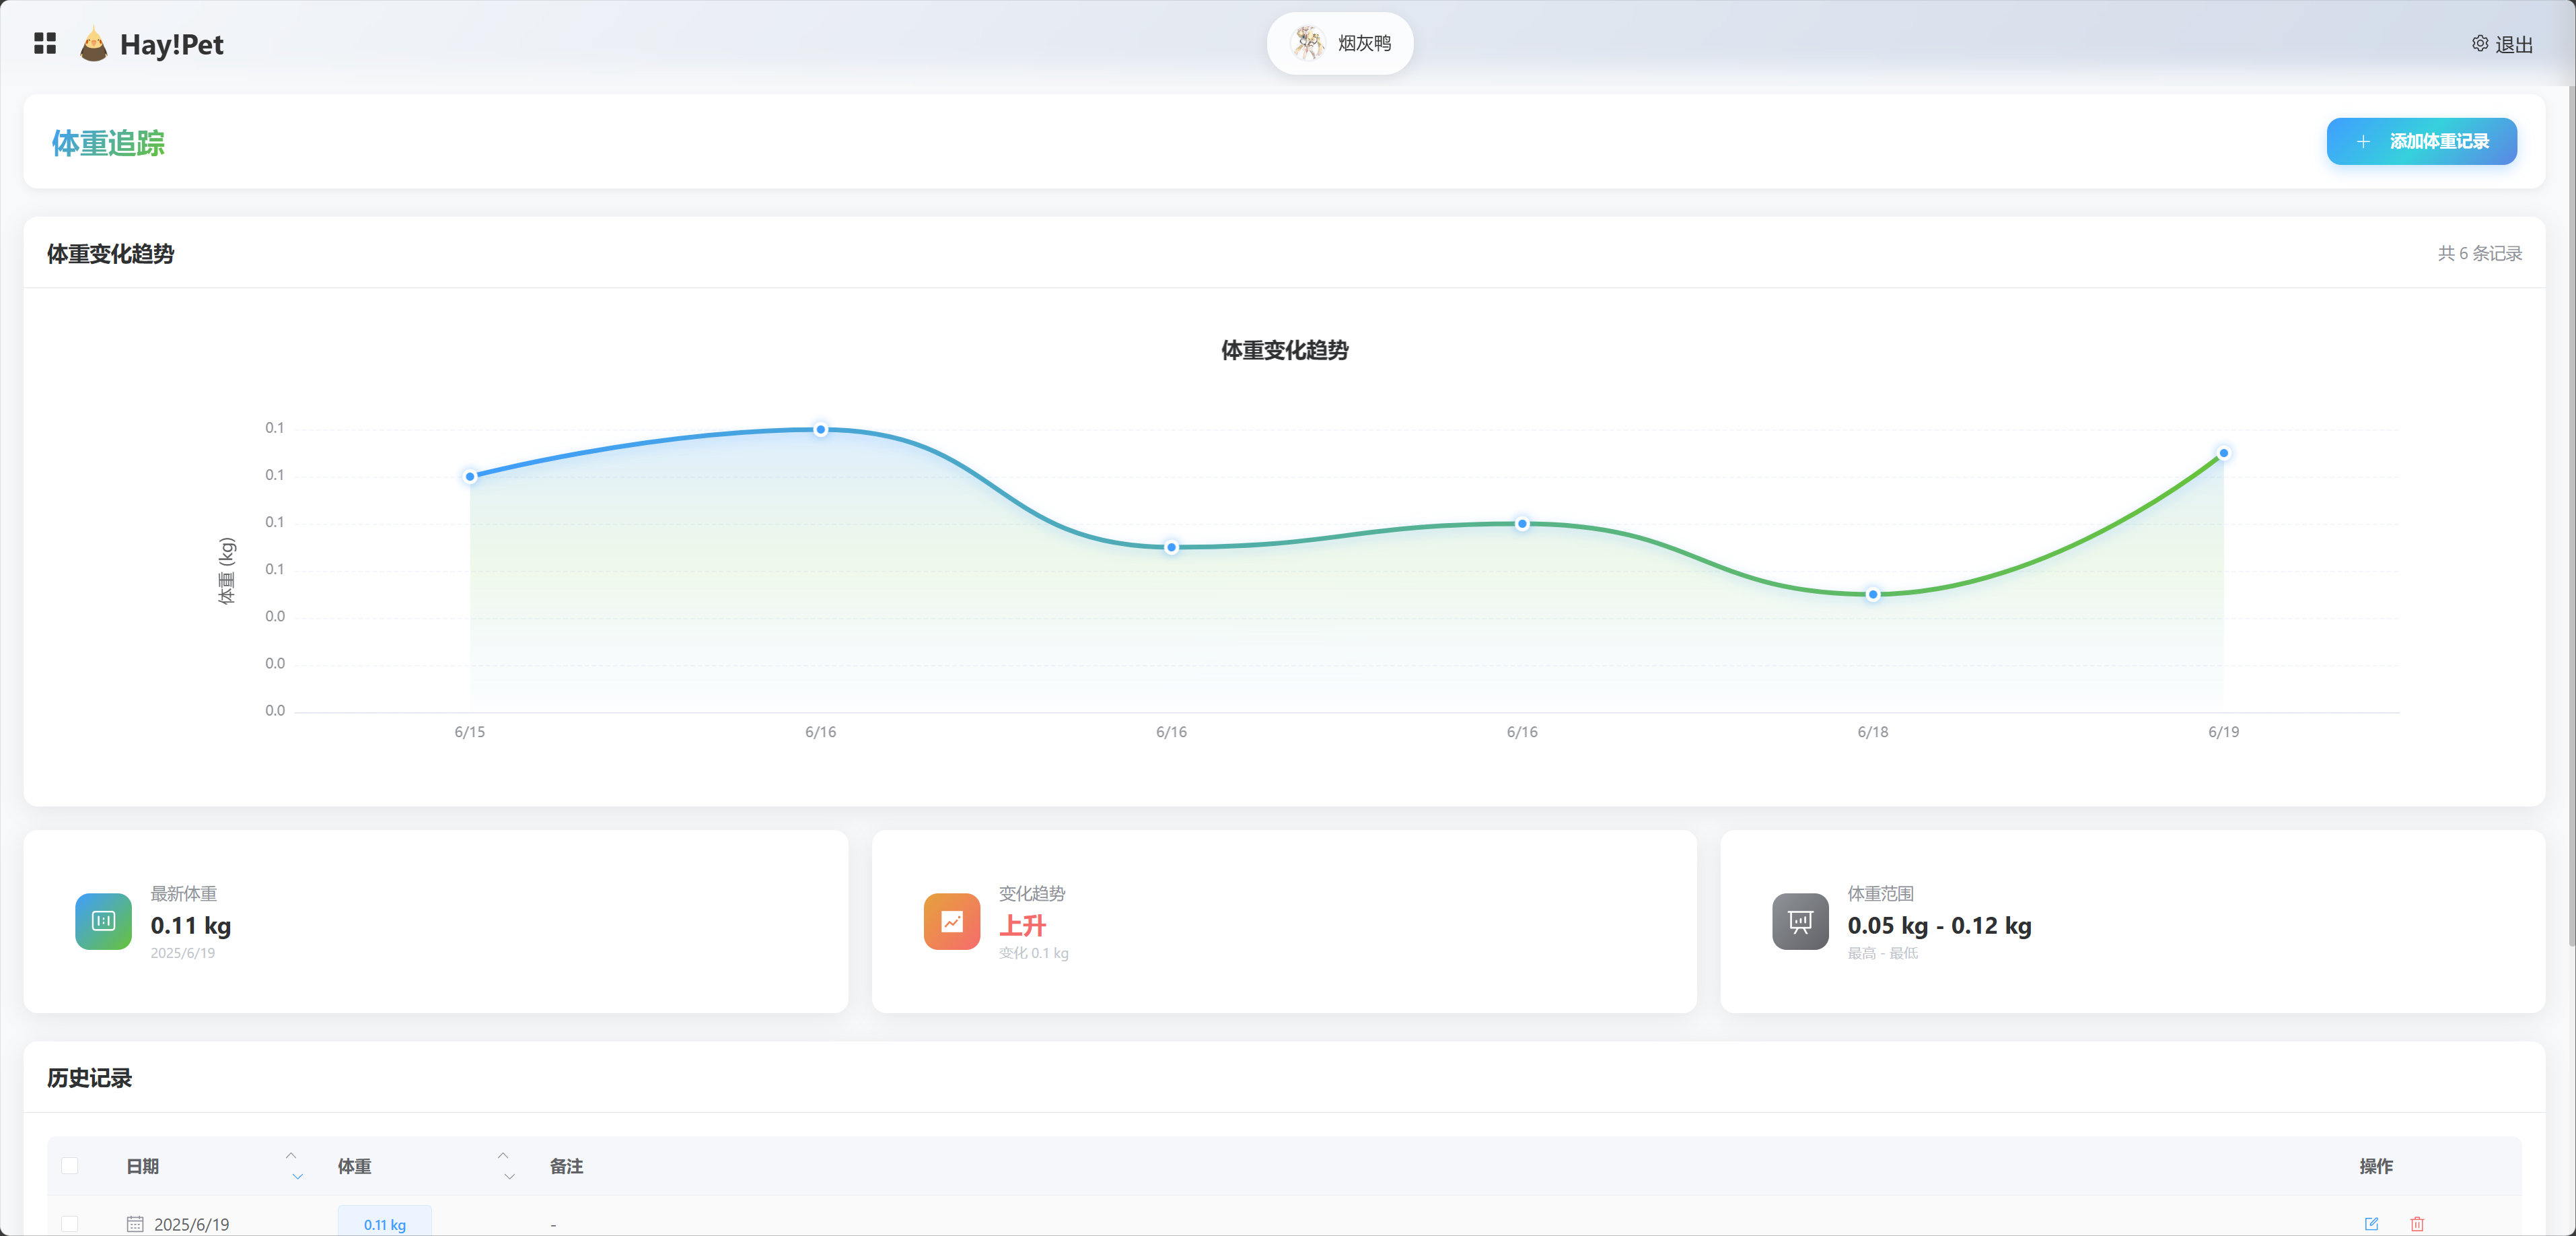 Hay!Pet
烟灰鸭
退出
体重追踪
添加体重记录
体重变化趋势
共 6 条记录
体重变化趋势
体重 (kg)
0.1
0.1
0.1
0.1
0.0
0.0
0.0
6/15
6/16
6/16
6/16
6/18
6/19
最新体重
0.11 kg
2025/6/19
变化趋势
上升
变化 0.1 kg
体重范围
0.05 kg - 0.12 kg
最高 - 最低
历史记录
日期 体重 备注 操作
2025/6/19 0.11 kg -